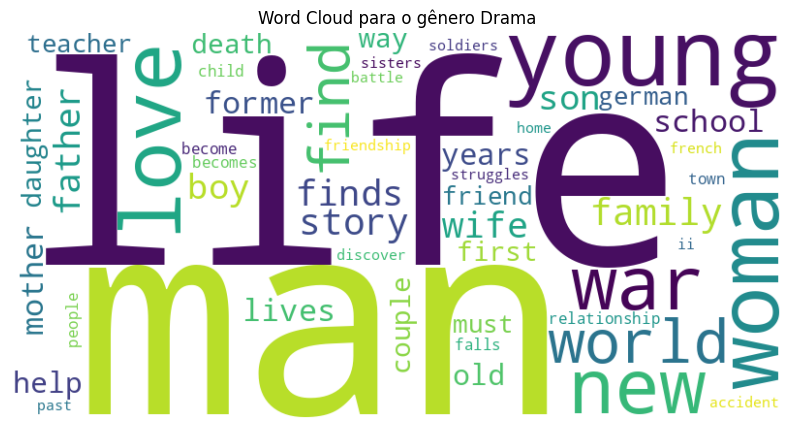 Word Cloud para o gênero Drama
teacher
death
way
soldiers
young
child
sisters
battle
life
love
find
former
son
german
school
daughter
father
become
becomes
friendship
years
home
french
boy
finds
struggles
town
friend
family
story
wife
first
ii
woman
mother
discover
man
war
people
lives
couple
must
relationship
world
falls
help
old
new
past
accident